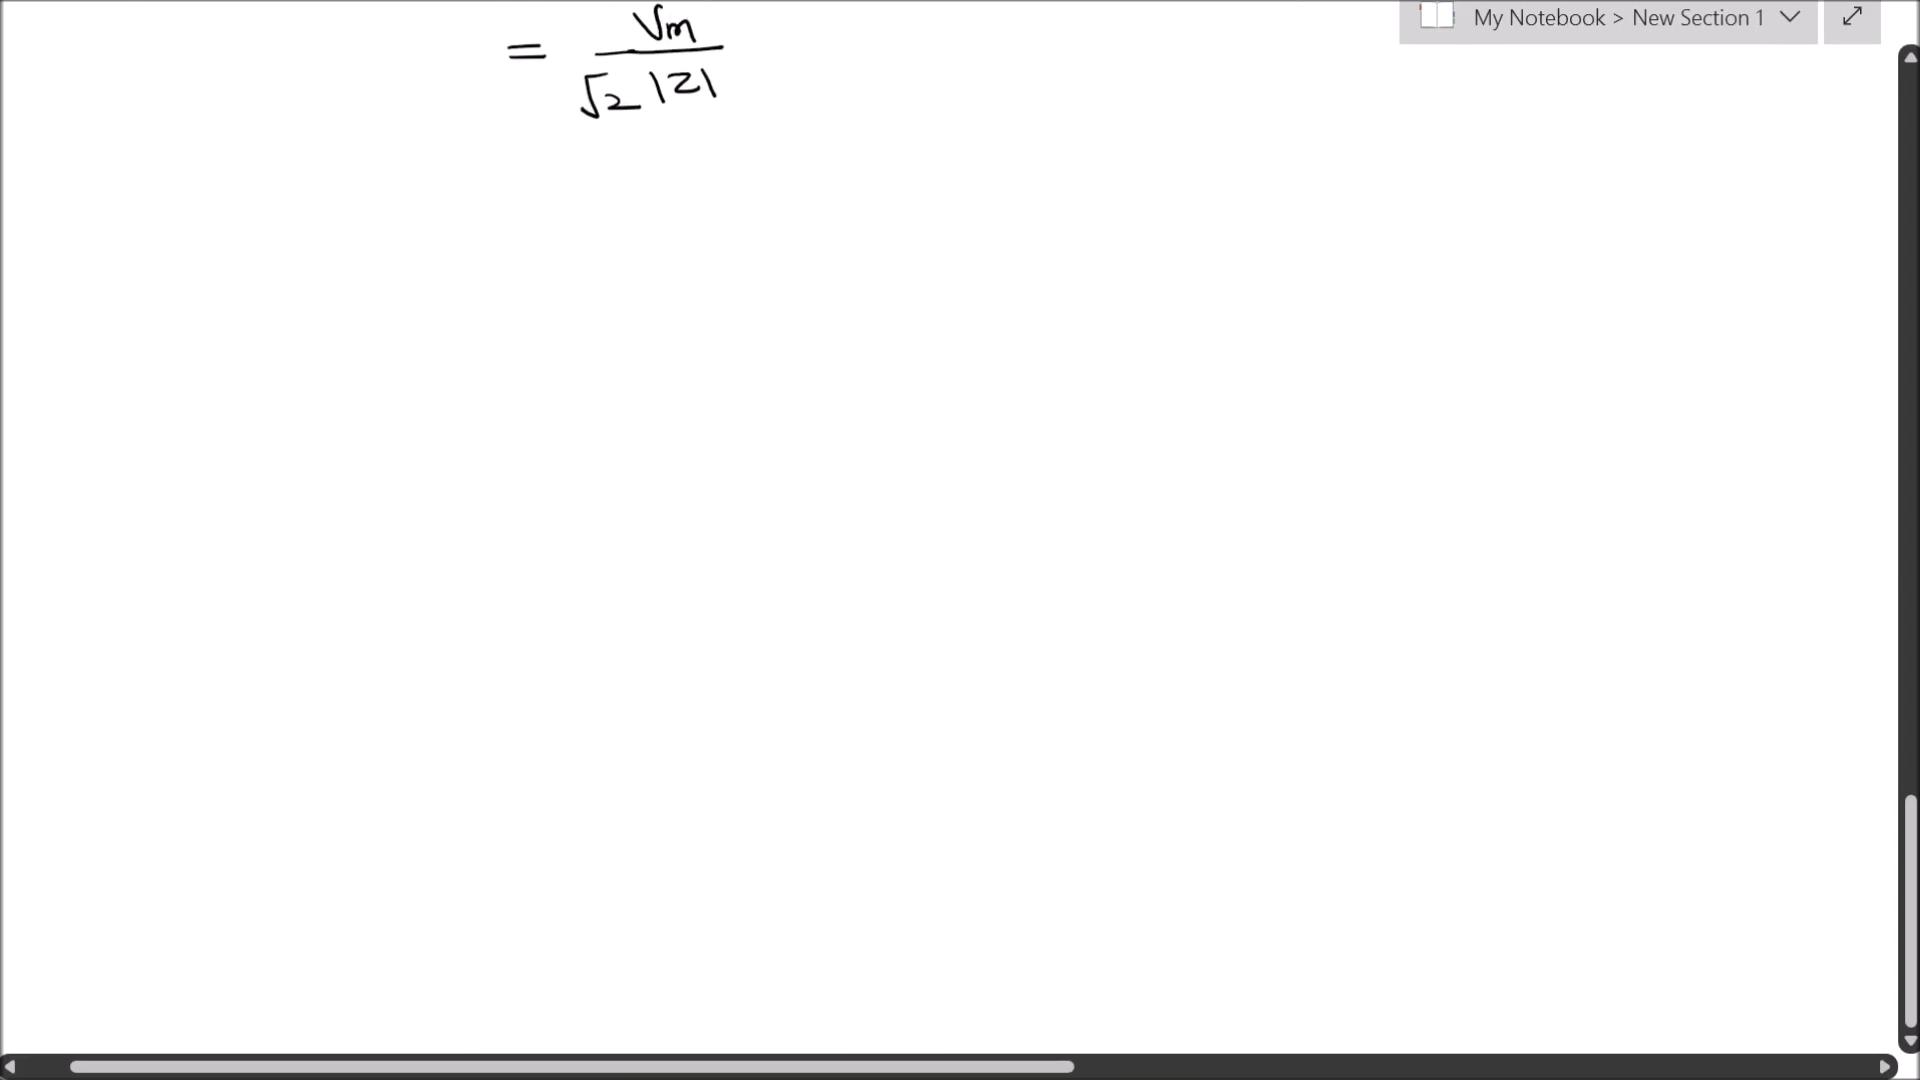 My Notebook > New Section 1
= Vm / √2 |Z|